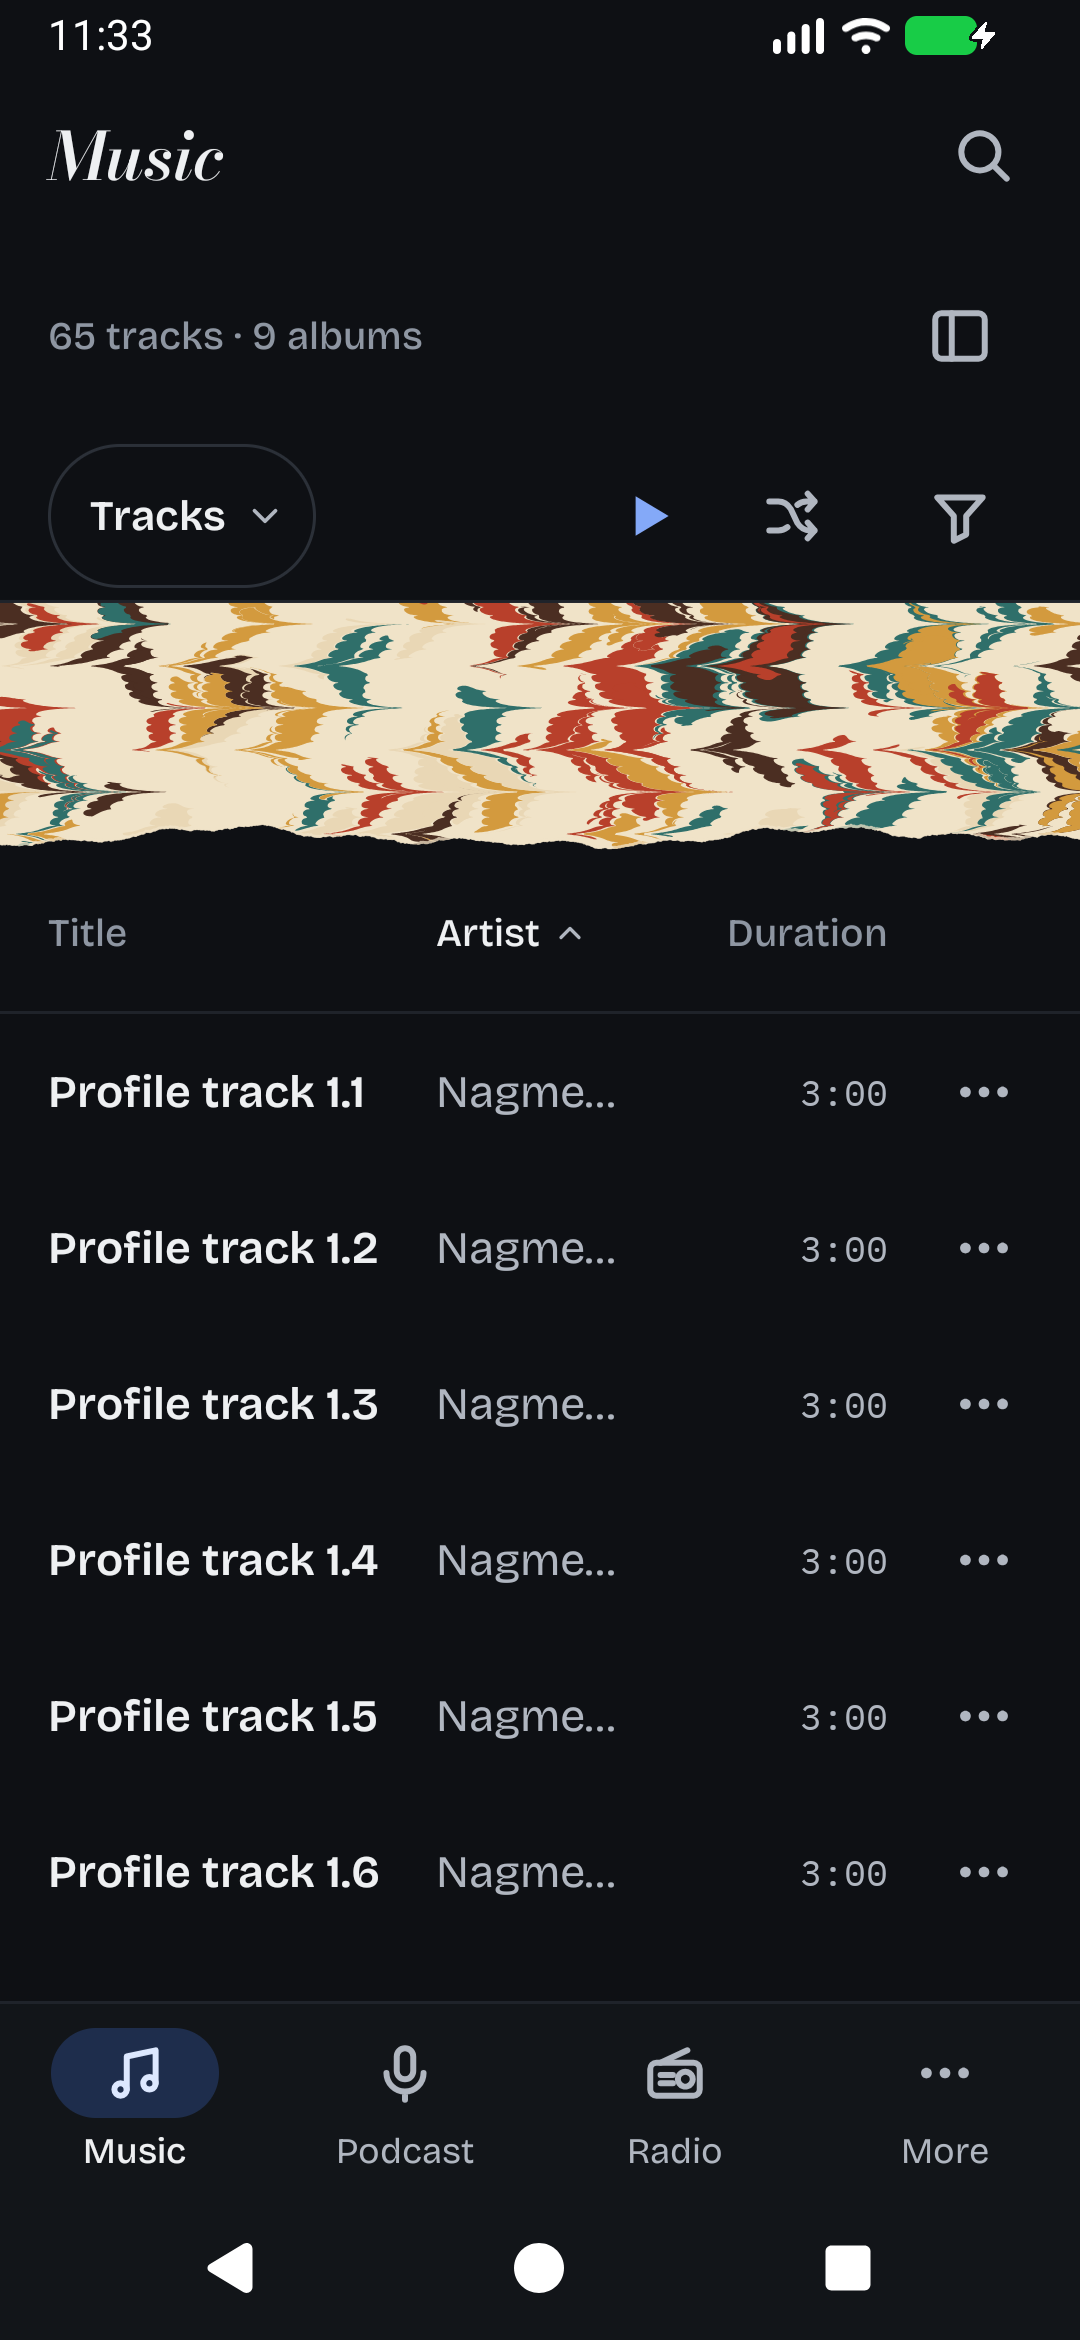 11:33
Music
65 tracks · 9 albums
Tracks
Title Artist Duration
Profile track 1.1 Nagme... 3:00
Profile track 1.2 Nagme... 3:00
Profile track 1.3 Nagme... 3:00
Profile track 1.4 Nagme... 3:00
Profile track 1.5 Nagme... 3:00
Profile track 1.6 Nagme... 3:00
Music Podcast Radio More